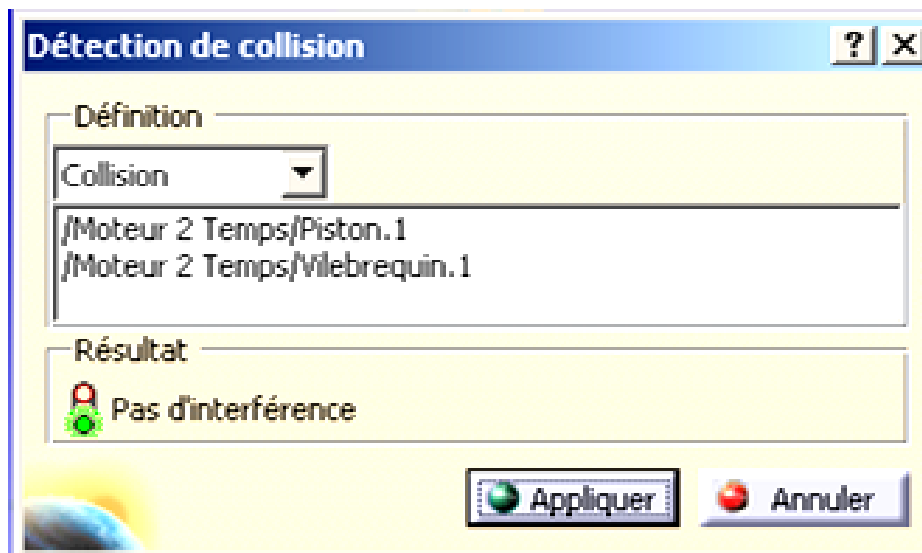 Détection de collision
Définition
Collision
/Moteur 2 Temps/Piston.1
/Moteur 2 Temps/Vilebrequin.1
Résultat
Pas d'interférence
Appliquer Annuler